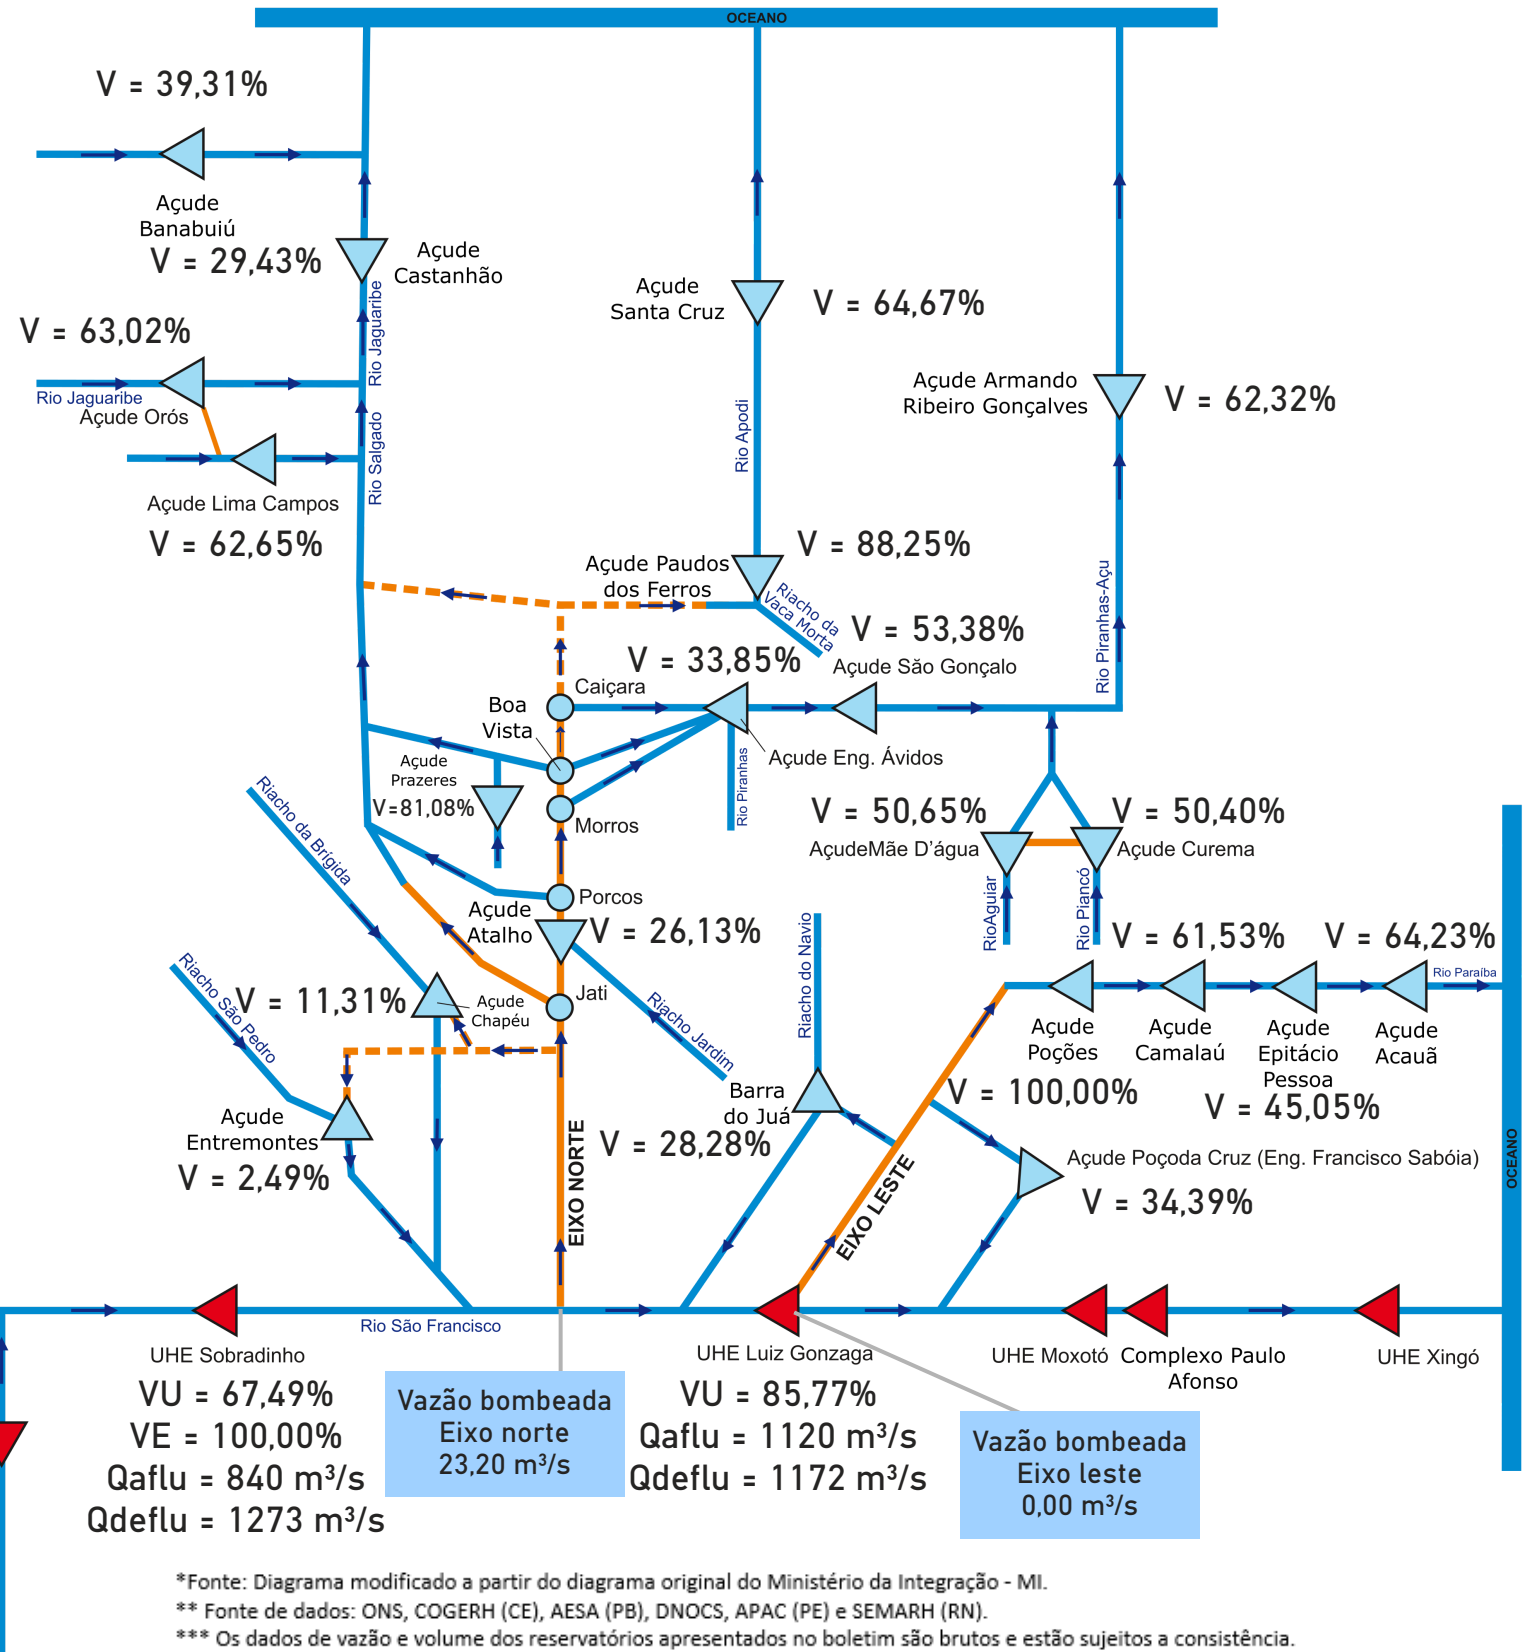 OCEANO
V = 39,31%
Açude
Banabuiú
V = 29,43%
Açude
Castanhão
Rio Jaguaribe
V = 63,02%
Rio Jaguaribe
Açude Orós
Rio Salgado
Açude Lima Campos
V = 62,65%
Açude
Santa Cruz
V = 64,67%
Rio Apodi
Açude Armando
Ribeiro Gonçalves
V = 62,32%
Açude Paudos
dos Ferros
V = 88,25%
Riacho da
Vaca Morta
Rio Piranhas-Açu
V = 53,38%
Açude São Gonçalo
V = 33,85%
Caiçara
Boa
Vista
Açude Eng. Ávidos
Rio Piranhas
Açude
Prazeres
V=81,08%
Morros
Riacho da Brígida
V = 50,65%
AçudeMãe D'água
V = 50,40%
Açude Curema
RioAguiar
Rio Piancó
Porcos
Açude
Atalho
V = 26,13%
Riacho do Navio
V = 61,53%
V = 64,23%
Rio Paraíba
Riacho São Pedro
V = 11,31%
Açude
Chapéu
Jati
Riacho Jardim
Açude
Poções
Açude
Camalaú
Açude
Epitácio
Pessoa
Açude
Acauã
V = 100,00%
V = 45,05%
Barra
do Juá
V = 28,28%
Açude
Entremontes
V = 2,49%
EIXO NORTE
EIXO LESTE
Açude Poçoda Cruz (Eng. Francisco Sabóia)
V = 34,39%
OCEANO
Rio São Francisco
UHE Sobradinho
VU = 67,49%
VE = 100,00%
Qaflu = 840 m³/s
Qdeflu = 1273 m³/s
Vazão bombeada
Eixo norte
23,20 m³/s
UHE Luiz Gonzaga
VU = 85,77%
Qaflu = 1120 m³/s
Qdeflu = 1172 m³/s
Vazão bombeada
Eixo leste
0,00 m³/s
UHE Moxotó
Complexo Paulo
Afonso
UHE Xingó
*Fonte: Diagrama modificado a partir do diagrama original do Ministério da Integração - MI.
** Fonte de dados: ONS, COGERH (CE), AESA (PB), DNOCS, APAC (PE) e SEMARH (RN).
*** Os dados de vazão e volume dos reservatórios apresentados no boletim são brutos e estão sujeitos a consistência.